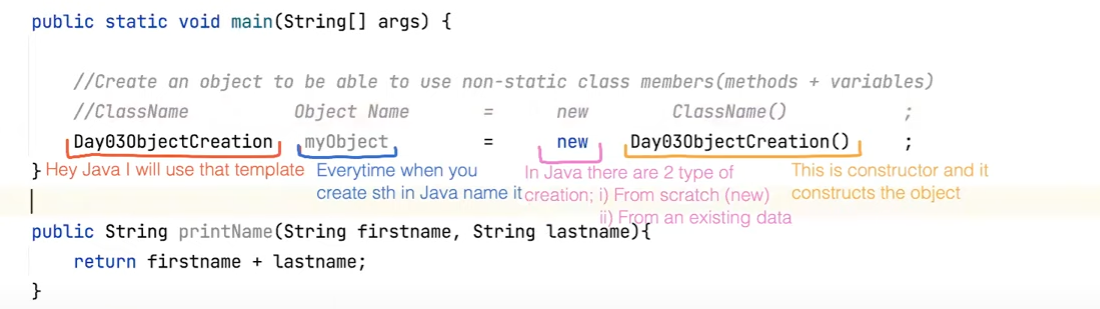 public static void main(String[] args) {
//Create an object to be able to use non-static class members(methods + variables)
//ClassName Object Name = new ClassName() ;
Day03ObjectCreation myObject = new Day03ObjectCreation() ;
} Hey Java I will use that template
Everytime when you
create sth in Java name it
In Java there are 2 type of
creation; i) From scratch (new)
ii) From an existing data
This is constructor and it
constructs the object
public String printName(String firstname, String lastname){
return firstname + lastname;
}